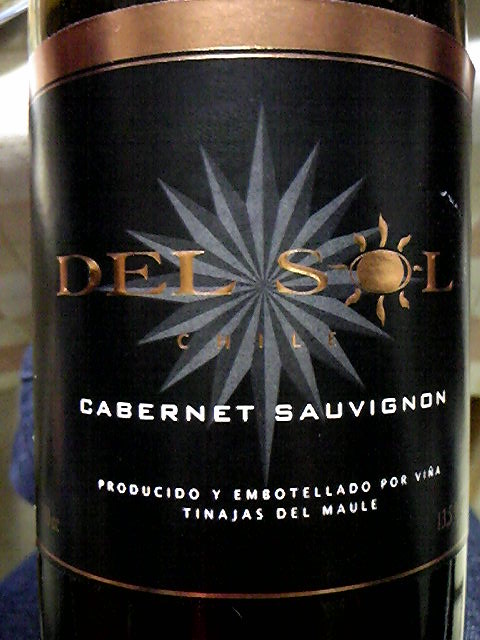 DEL SOL
CHILE
CABERNET SAUVIGNON
PRODUCIDO Y EMBOTELLADO POR VIÑA
TINAJAS DEL MAULE